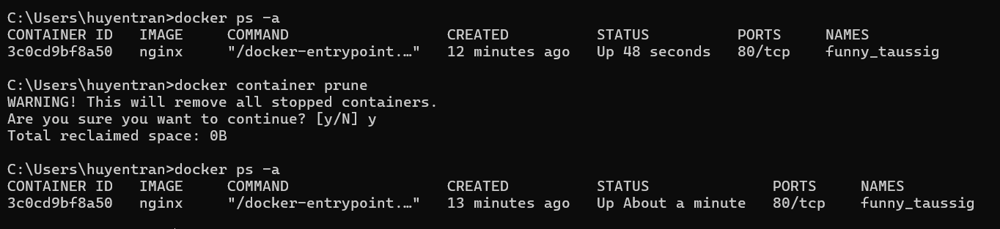 C:\Users\huyentran>docker ps -a
CONTAINER ID   IMAGE     COMMAND                  CREATED          STATUS          PORTS     NAMES
3c0cd9bf8a50   nginx     "/docker-entrypoint.…"   12 minutes ago   Up 48 seconds   80/tcp    funny_taussig
C:\Users\huyentran>docker container prune
WARNING! This will remove all stopped containers.
Are you sure you want to continue? [y/N] y
Total reclaimed space: 0B
C:\Users\huyentran>docker ps -a
CONTAINER ID   IMAGE     COMMAND                  CREATED          STATUS              PORTS     NAMES
3c0cd9bf8a50   nginx     "/docker-entrypoint.…"   13 minutes ago   Up About a minute   80/tcp    funny_taussig